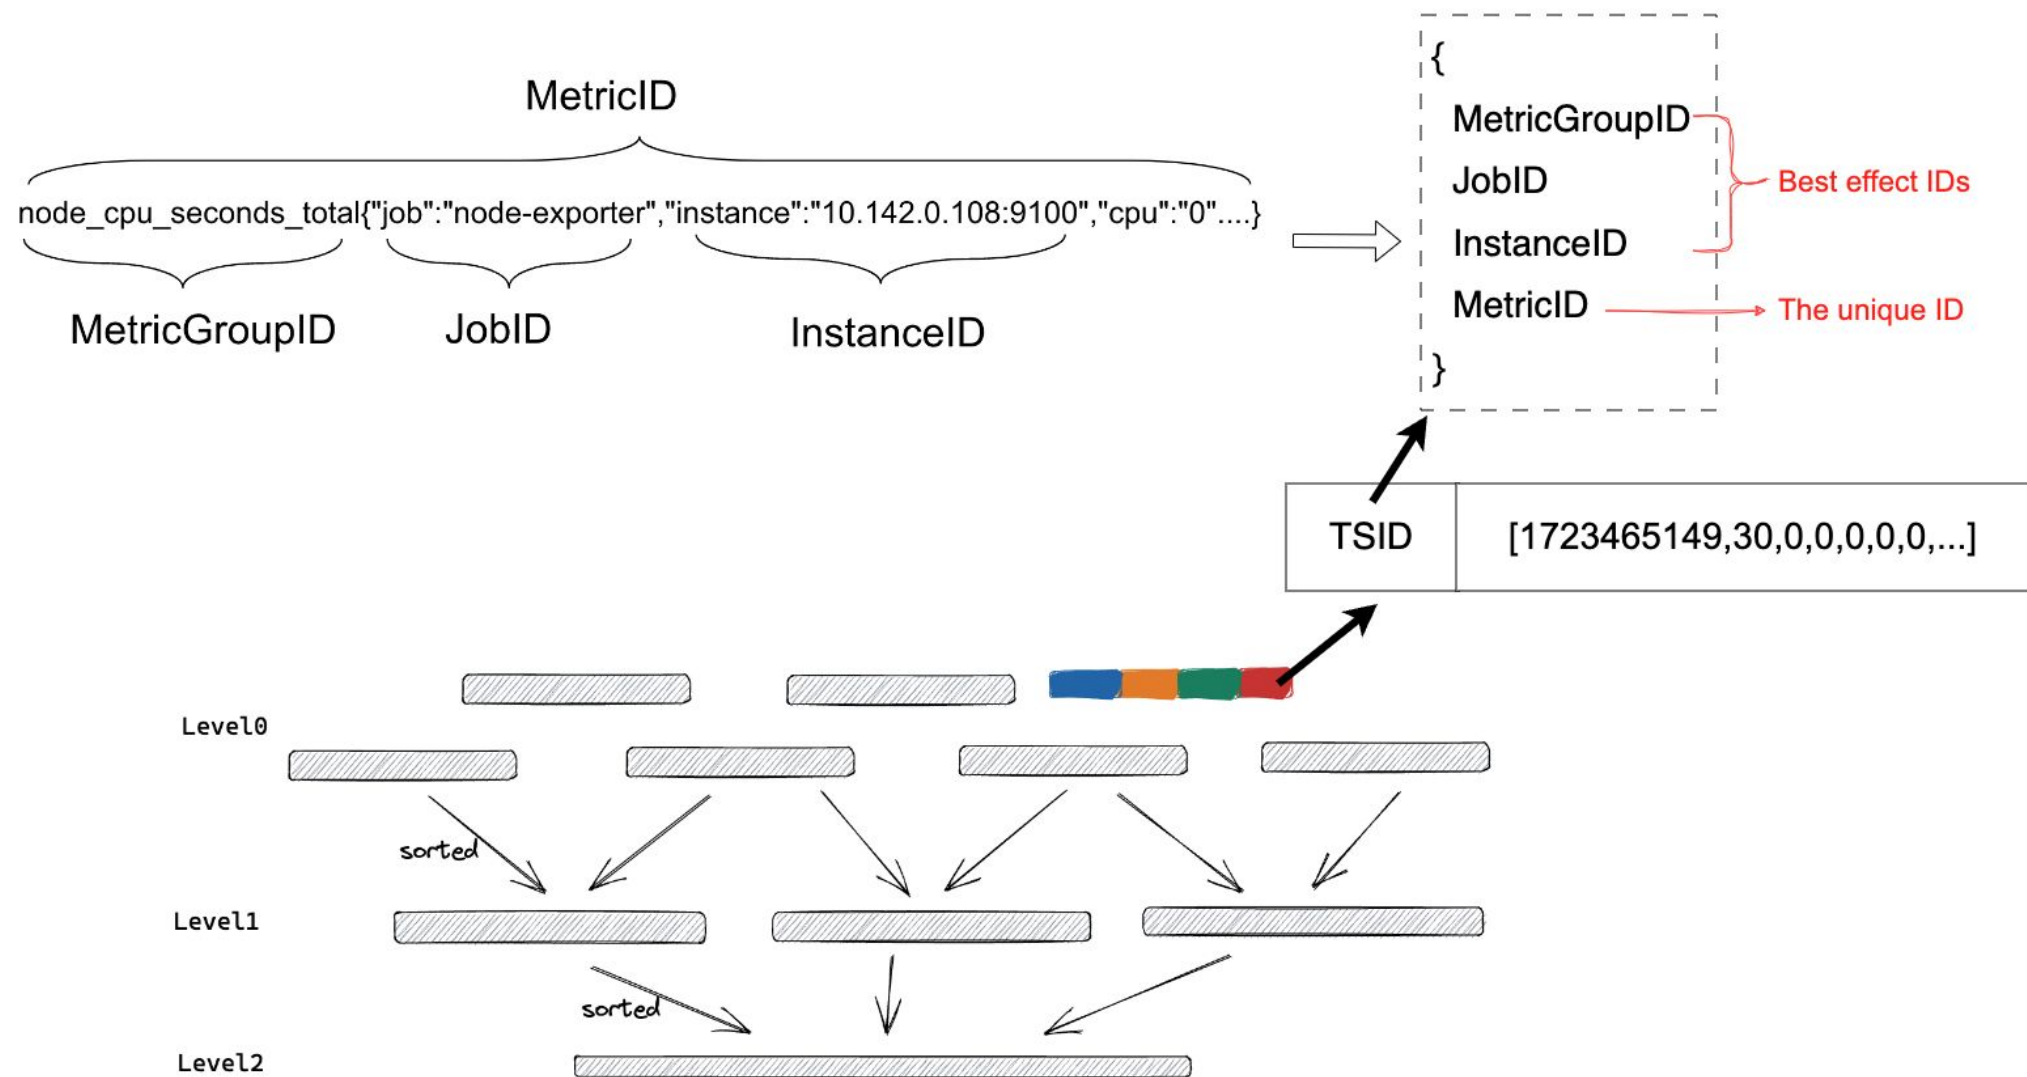 MetricID
node_cpu_seconds_total{"job":"node-exporter","instance":"10.142.0.108:9100","cpu":"0"....}
MetricGroupID
JobID
InstanceID
{
MetricGroupID
JobID
InstanceID
MetricID
}
Best effect IDs
The unique ID
TSID
[1723465149,30,0,0,0,0,0,...]
Level0
sorted
Level1
sorted
Level2